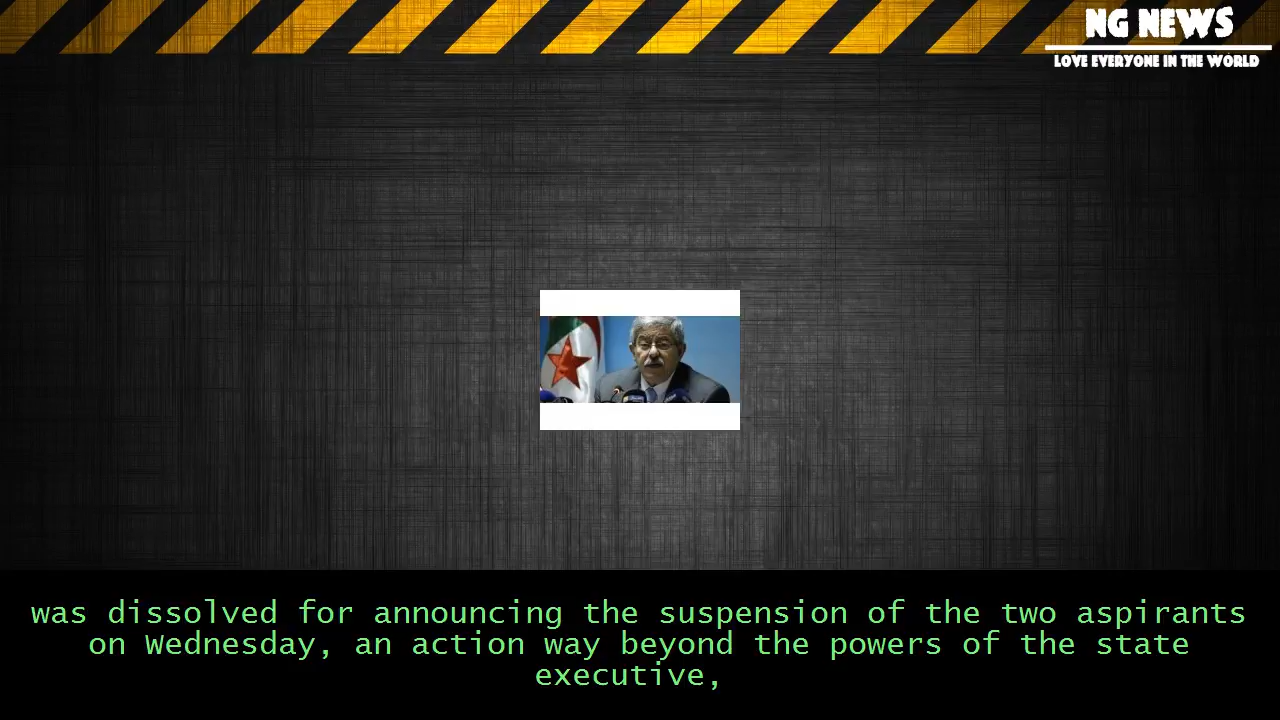 NG NEWS
LOVE EVERYONE IN THE WORLD
was dissolved for announcing the suspension of the two aspirants
on Wednesday, an action way beyond the powers of the state
executive,